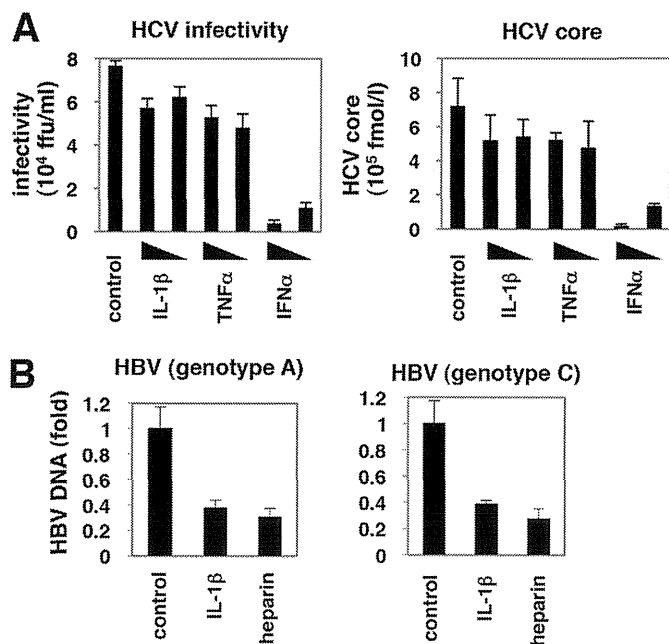 A
HCV infectivity
infectivity
(10⁴ ffu/ml)
8
6
4
2
0
control
IL-1β
TNFα
IFNα
HCV core
HCV core
(10⁵ fmol/l)
10
8
6
4
2
0
control
IL-1β
TNFα
IFNα
B
HBV (genotype A)
HBV DNA (fold)
1.2
1
0.8
0.6
0.4
0.2
0
control
IL-1β
heparin
HBV (genotype C)
1.2
1
0.8
0.6
0.4
0.2
0
control
IL-1β
heparin